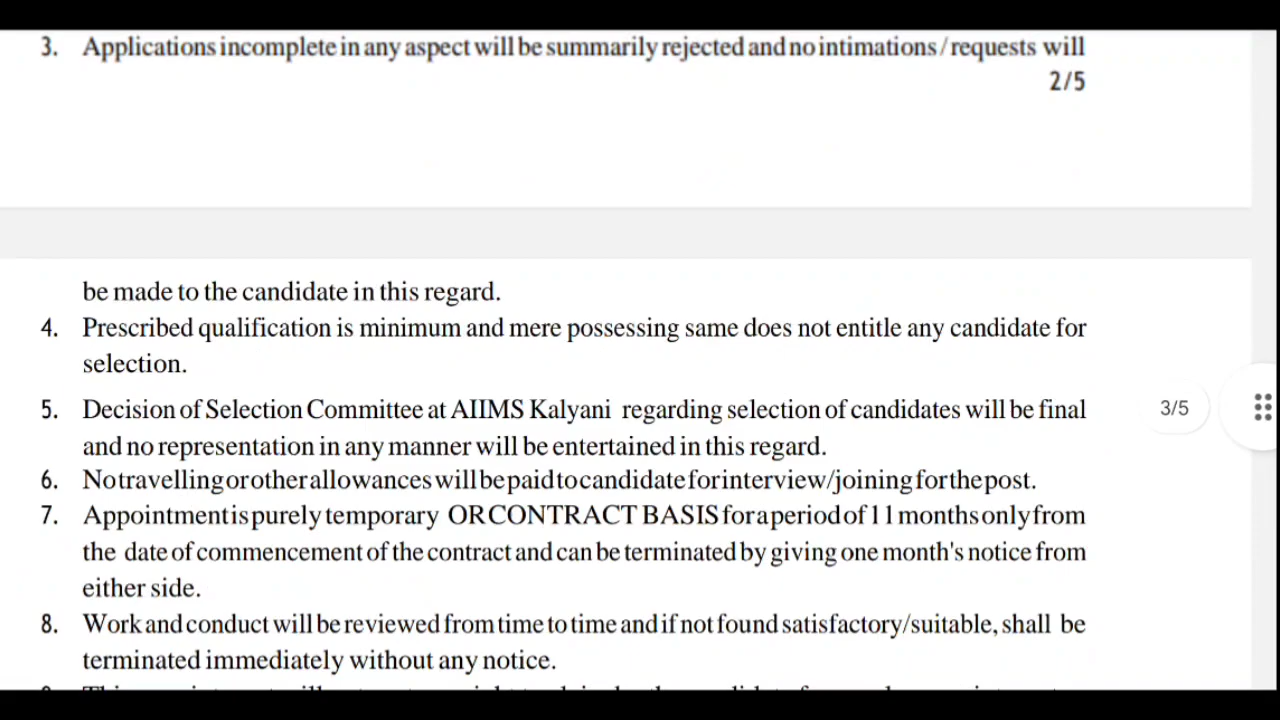 3. Applications incomplete in any aspect will be summarily rejected and no intimations/requests will
2/5
be made to the candidate in this regard.
4. Prescribed qualification is minimum and mere possessing same does not entitle any candidate for
selection.
5. Decision of Selection Committee at AIIMS Kalyani regarding selection of candidates will be final
3/5
and no representation in any manner will be entertained in this regard.
6. No travelling or other allowances will be paid to candidate for interview/joining for the post.
7. Appointment is purely temporary OR CONTRACT BASIS for a period of 11 months only from
the date of commencement of the contract and can be terminated by giving one month's notice from
either side.
8. Work and conduct will be reviewed from time to time and if not found satisfactory/suitable, shall be
terminated immediately without any notice.